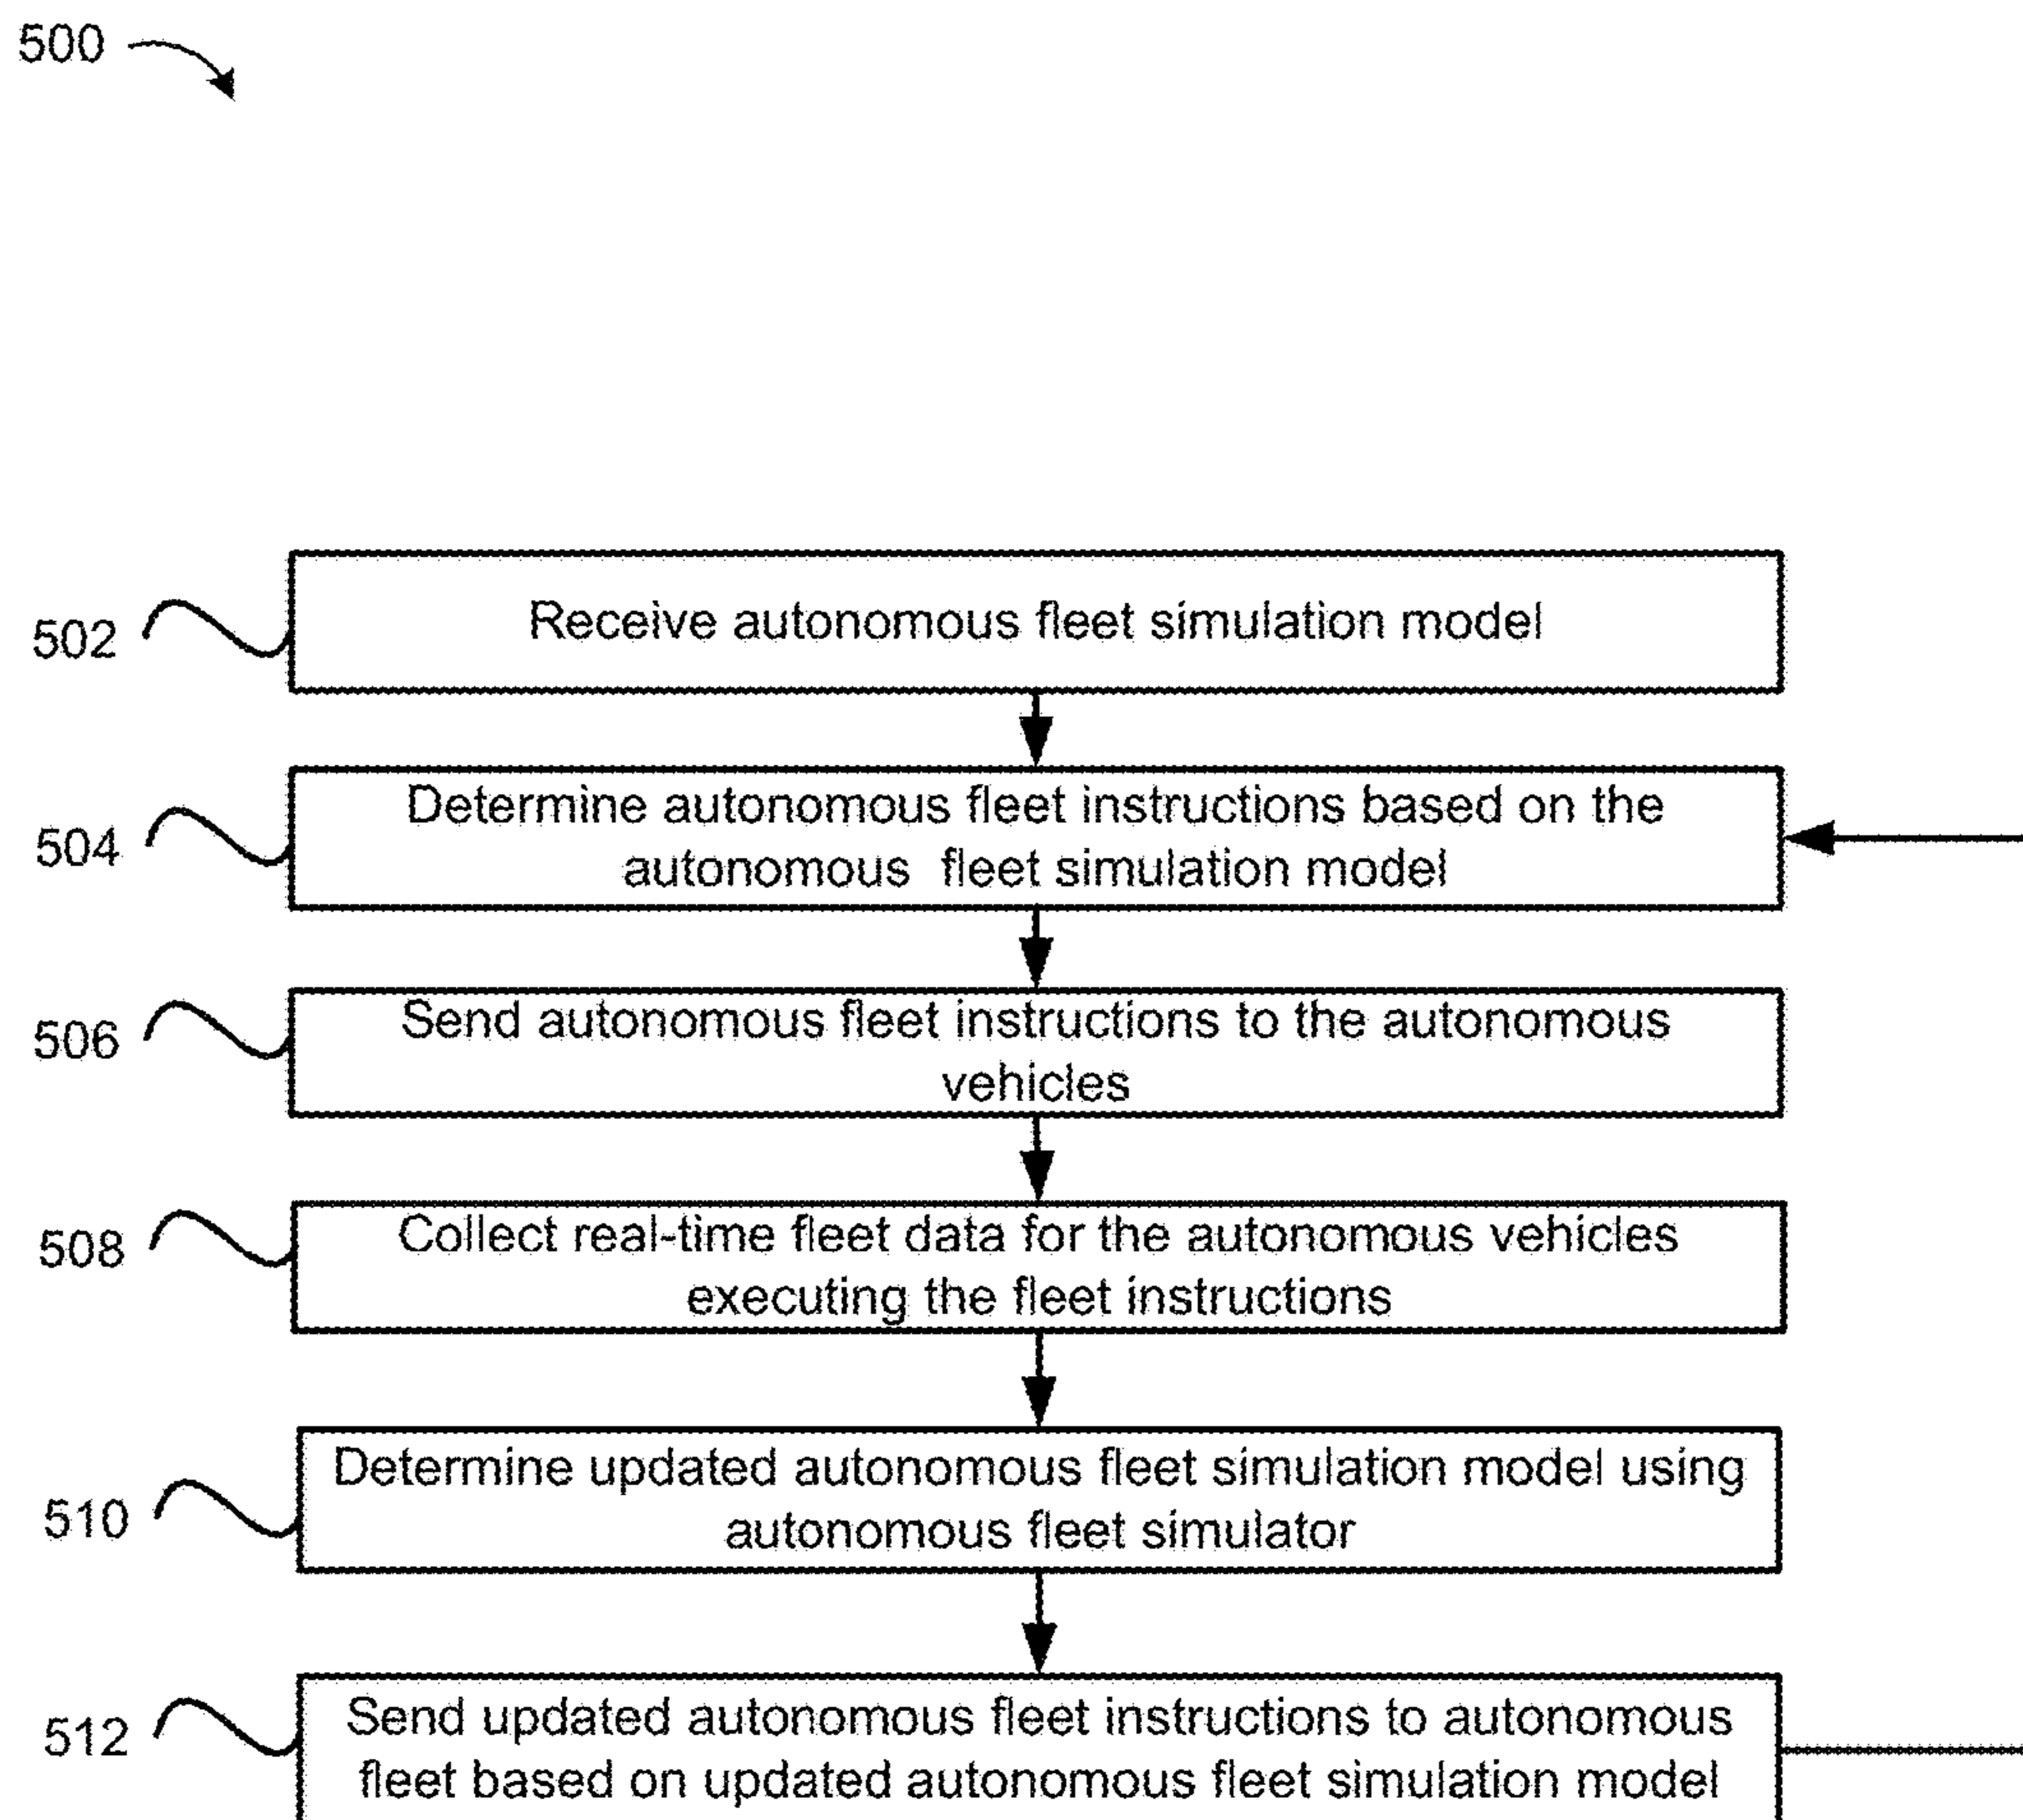 500
502
Receive autonomous fleet simulation model
504
Determine autonomous fleet instructions based on the
autonomous fleet simulation model
506
Send autonomous fleet instructions to the autonomous
vehicles
508
Collect real-time fleet data for the autonomous vehicles
executing the fleet instructions
510
Determine updated autonomous fleet simulation model using
autonomous fleet simulator
512
Send updated autonomous fleet instructions to autonomous
fleet based on updated autonomous fleet simulation model